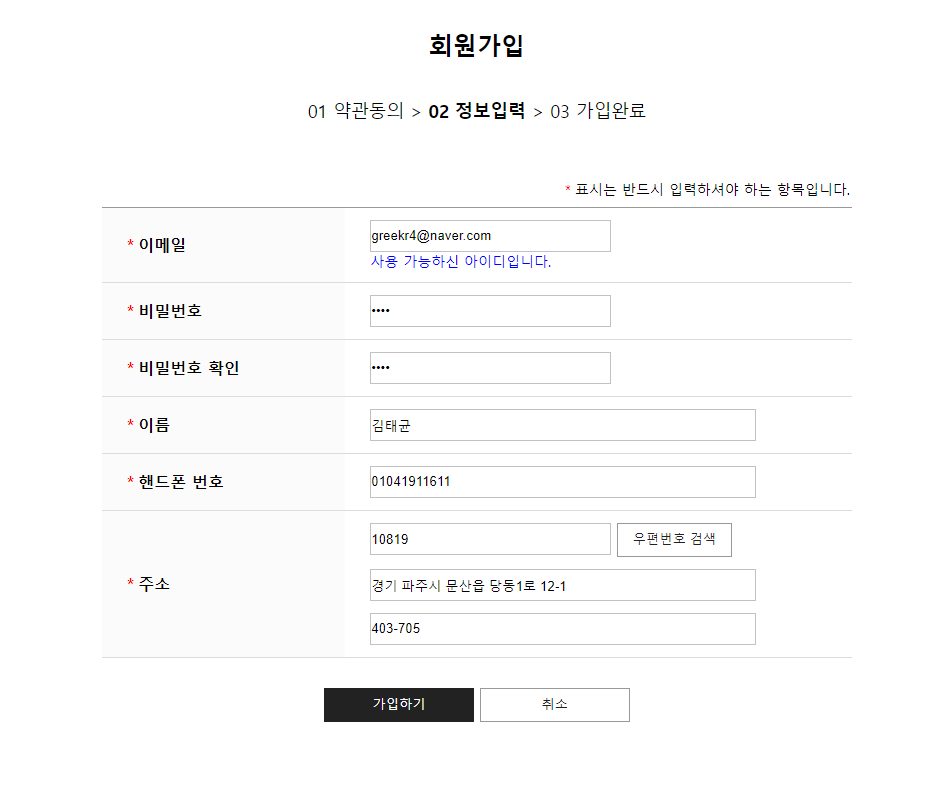 회원가입
01 약관동의 > 02 정보입력 > 03 가입완료
* 표시는 반드시 입력하셔야 하는 항목입니다.
* 이메일 greekr4@naver.com
사용 가능하신 아이디입니다.
* 비밀번호 ••••
* 비밀번호 확인 ••••
* 이름 김태균
* 핸드폰 번호 01041911611
10819 우편번호 검색
* 주소 경기 파주시 문산읍 당동1로 12-1
403-705
가입하기 취소